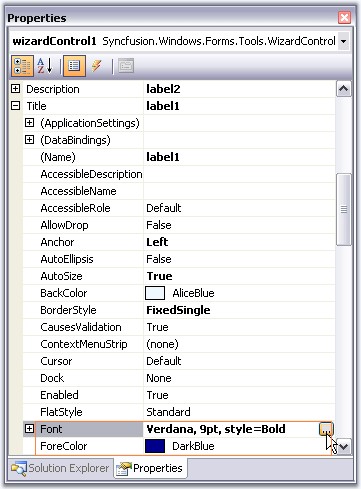 Properties
wizardControl1 Syncfusion.Windows.Forms.Tools.WizardControl
Description label2
Title label1
(ApplicationSettings)
(DataBindings)
(Name) label1
AccessibleDescription
AccessibleName
AccessibleRole Default
AllowDrop False
Anchor Left
AutoEllipsis False
AutoSize True
BackColor AliceBlue
BorderStyle FixedSingle
CausesValidation True
ContextMenuStrip (none)
Cursor Default
Dock None
Enabled True
FlatStyle Standard
Font Verdana, 9pt, style=Bold ...
ForeColor DarkBlue
Solution Explorer Properties